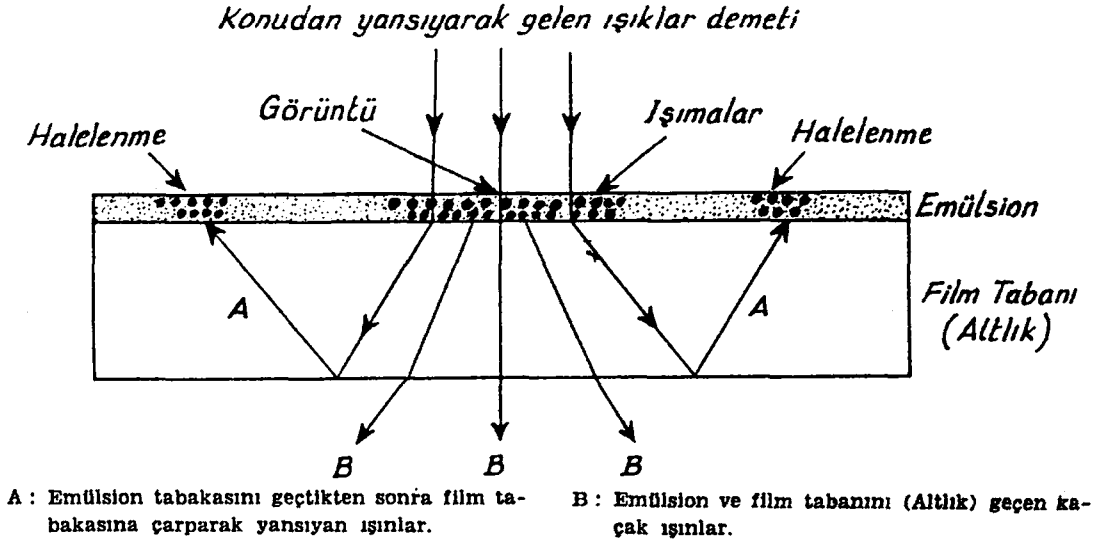 Konudan yansıyarak gelen ışıklar demeti
Görüntü
Işımalar
Halelenme
Halelenme
Emülsion
A
A
Film Tabanı
(Altlık)
B
B
B
A : Emülsion tabakasını geçtikten sonra film ta-
bakasına çarparak yansıyan ışınlar.
B : Emülsion ve film tabanını (Altlık) geçen ka-
çak ışınlar.